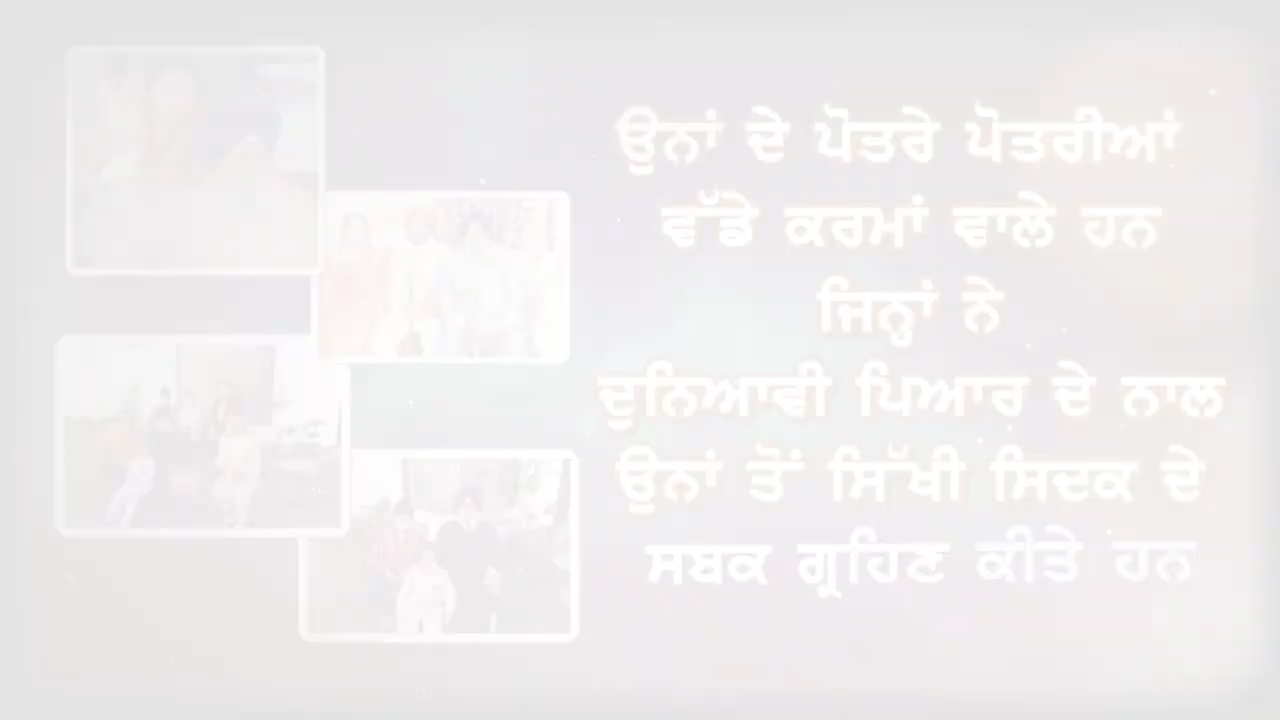 ਉਨਾਂ ਦੇ ਪੋਤਰੇ ਪੋਤਰੀਆਂ
ਵੱਡੇ ਕਰਮਾਂ ਵਾਲੇ ਹਨ
ਜਿਨ੍ਹਾਂ ਨੇ
ਦੁਨਿਆਵੀ ਪਿਆਰ ਦੇ ਨਾਲ
ਉਨਾਂ ਤੋਂ ਸਿੱਖੀ ਸਿਦਕ ਦੇ
ਸਬਕ ਗ੍ਰਹਿਣ ਕੀਤੇ ਹਨ